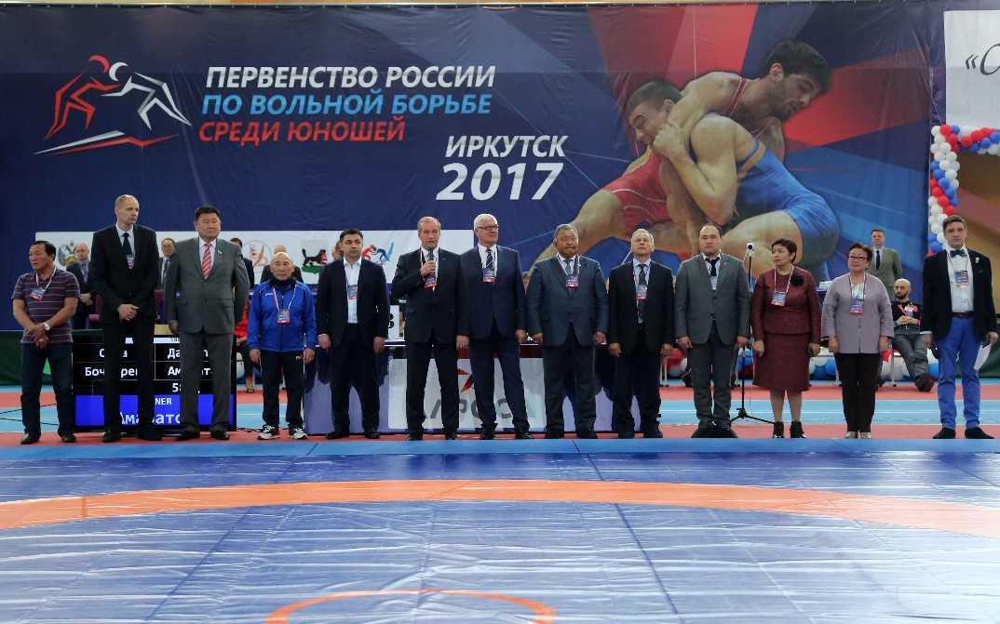 ПЕРВЕНСТВО РОССИИ
ПО ВОЛЬНОЙ БОРЬБЕ
СРЕДИ ЮНОШЕЙ
ИРКУТСК
2017